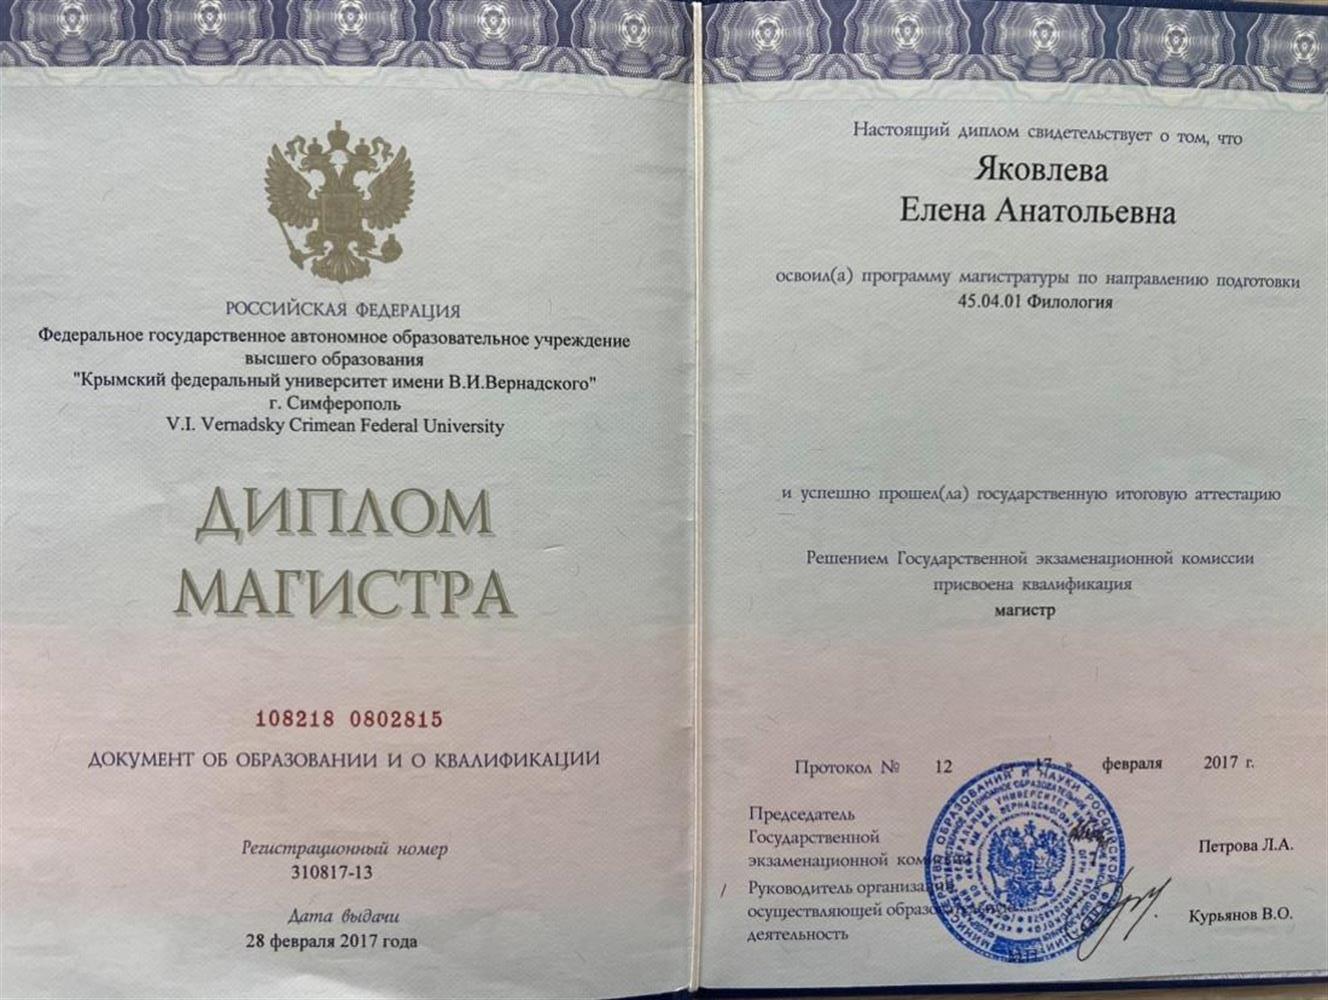 РОССИЙСКАЯ ФЕДЕРАЦИЯ
Федеральное государственное автономное образовательное учреждение
высшего образования
"Крымский федеральный университет имени В.И.Вернадского"
г. Симферополь
V.I. Vernadsky Crimean Federal University
ДИПЛОМ
МАГИСТРА
108218 0802815
ДОКУМЕНТ ОБ ОБРАЗОВАНИИ И О КВАЛИФИКАЦИИ
Регистрационный номер
310817-13
Дата выдачи
28 февраля 2017 года
Настоящий диплом свидетельствует о том, что
Яковлева
Елена Анатольевна
освоил(а) программу магистратуры по направлению подготовки
45.04.01 Филология
и успешно прошел(ла) государственную итоговую аттестацию
Решением Государственной экзаменационной комиссии
присвоена квалификация
магистр
Протокол № 12 от 17 февраля 2017 г.
Председатель
Государственной
экзаменационной
Петрова Л.А.
Руководитель организации,
осуществляющей
Курьянов В.О.
деятельность